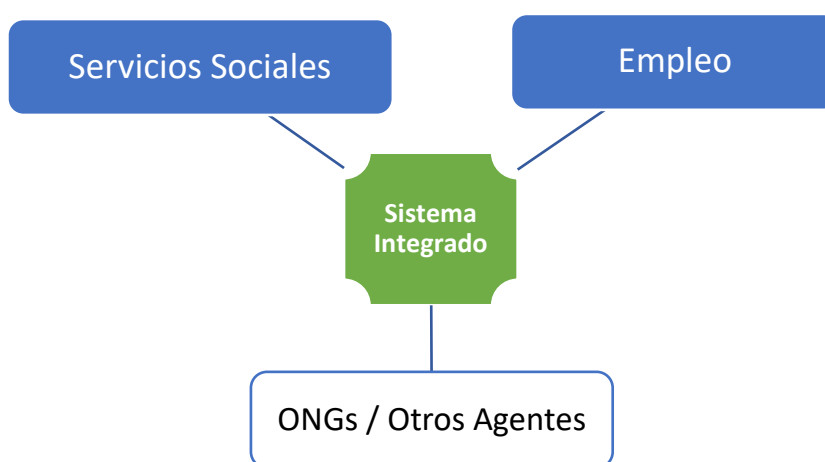 Servicios Sociales
Empleo
Sistema
Integrado
ONGs / Otros Agentes